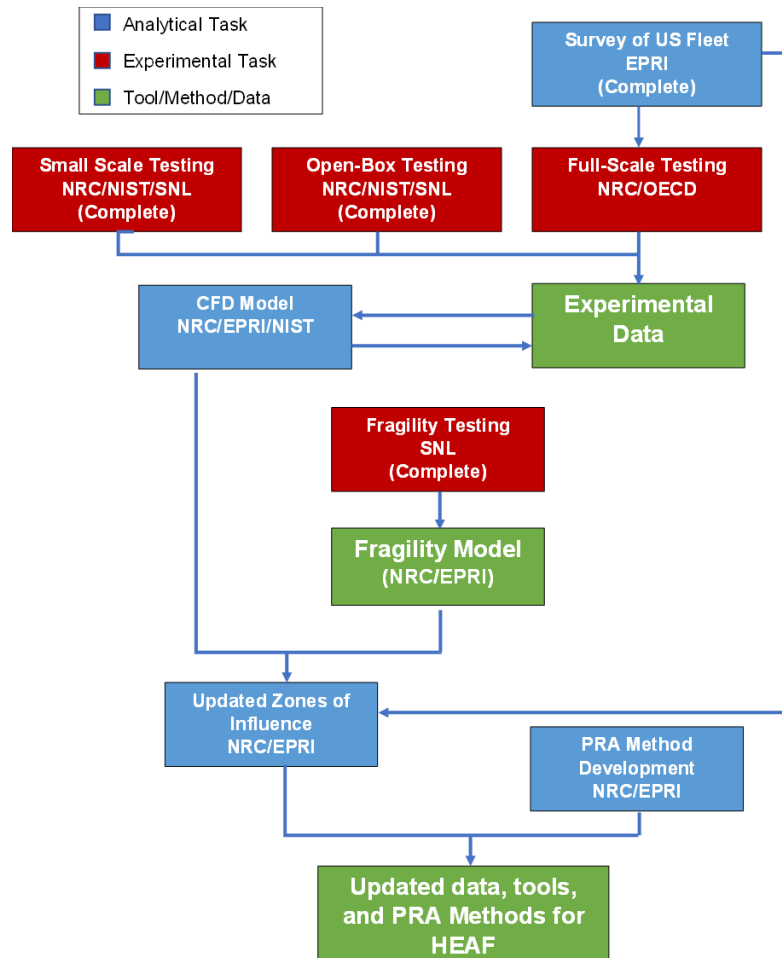 Analytical Task
Experimental Task
Tool/Method/Data
Survey of US Fleet
EPRI
(Complete)
Small Scale Testing
NRC/NIST/SNL
(Complete)
Open-Box Testing
NRC/NIST/SNL
(Complete)
Full-Scale Testing
NRC/OECD
CFD Model
NRC/EPRI/NIST
Experimental
Data
Fragility Testing
SNL
(Complete)
Fragility Model
(NRC/EPRI)
Updated Zones of
Influence
NRC/EPRI
PRA Method
Development
NRC/EPRI
Updated data, tools,
and PRA Methods for
HEAF